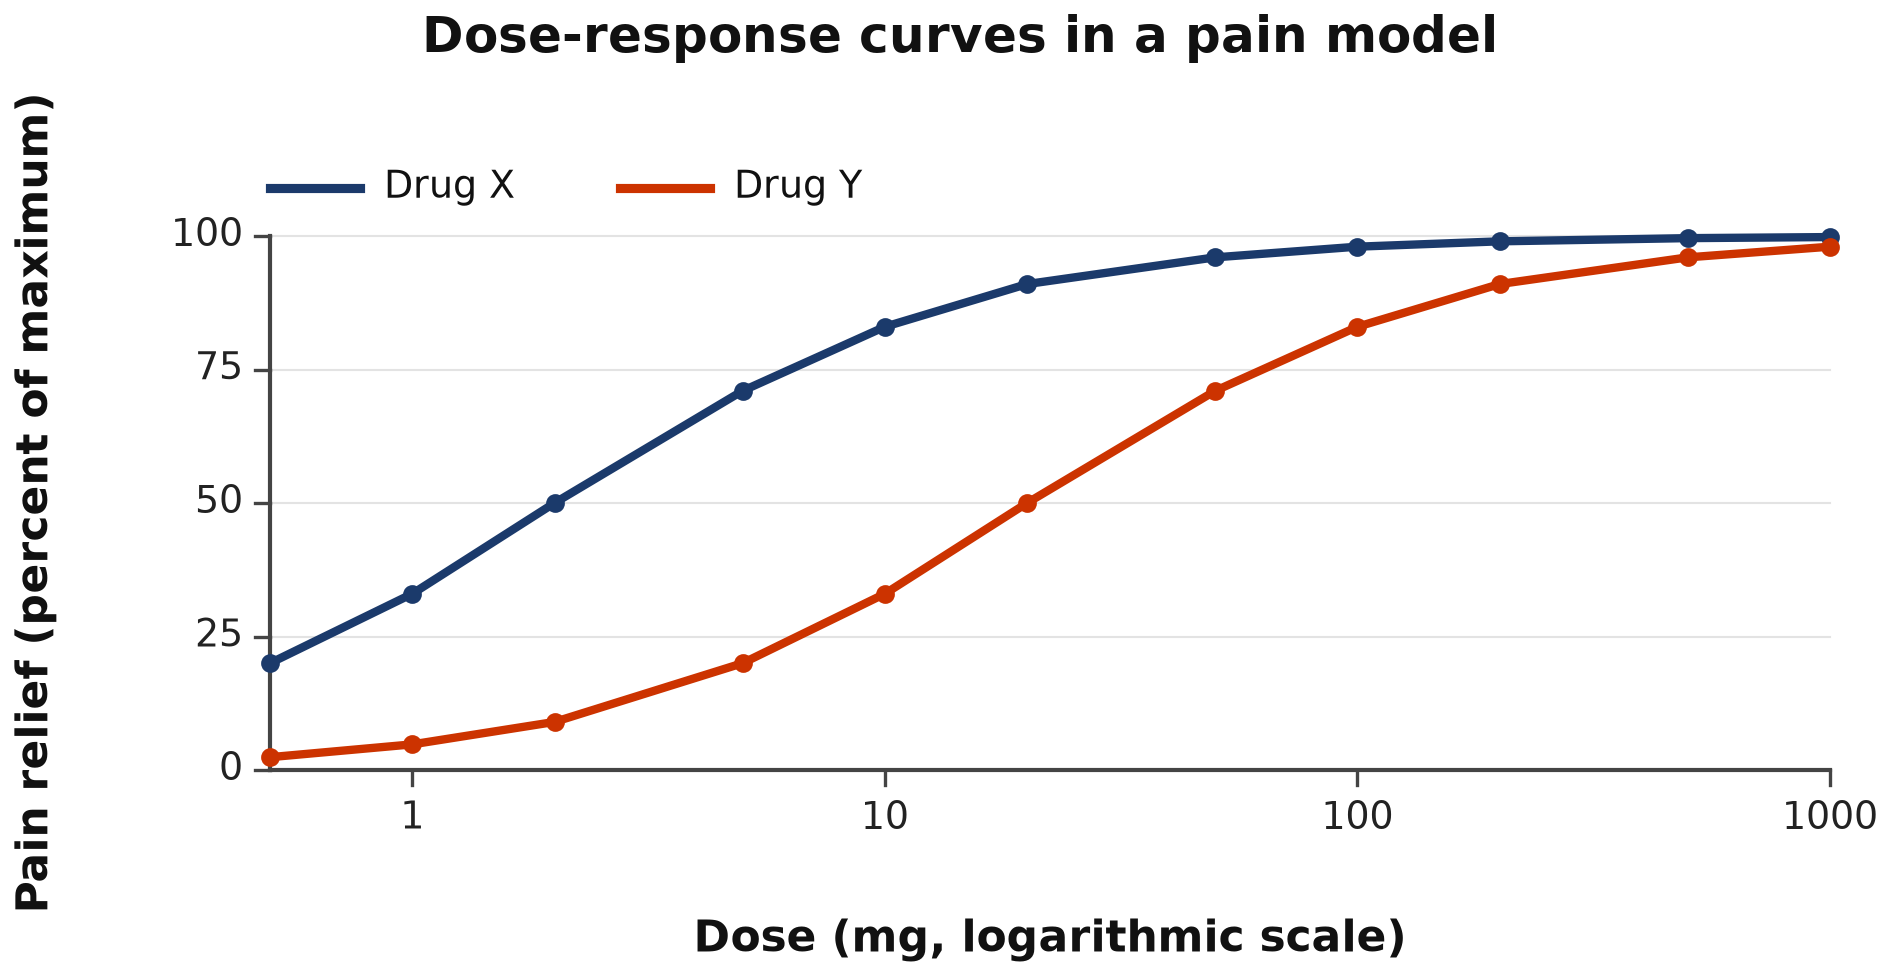 Dose-response curves in a pain model
Pain relief (percent of maximum)
Drug X
Drug Y
100
75
50
25
0
1
10
100
1000
Dose (mg, logarithmic scale)